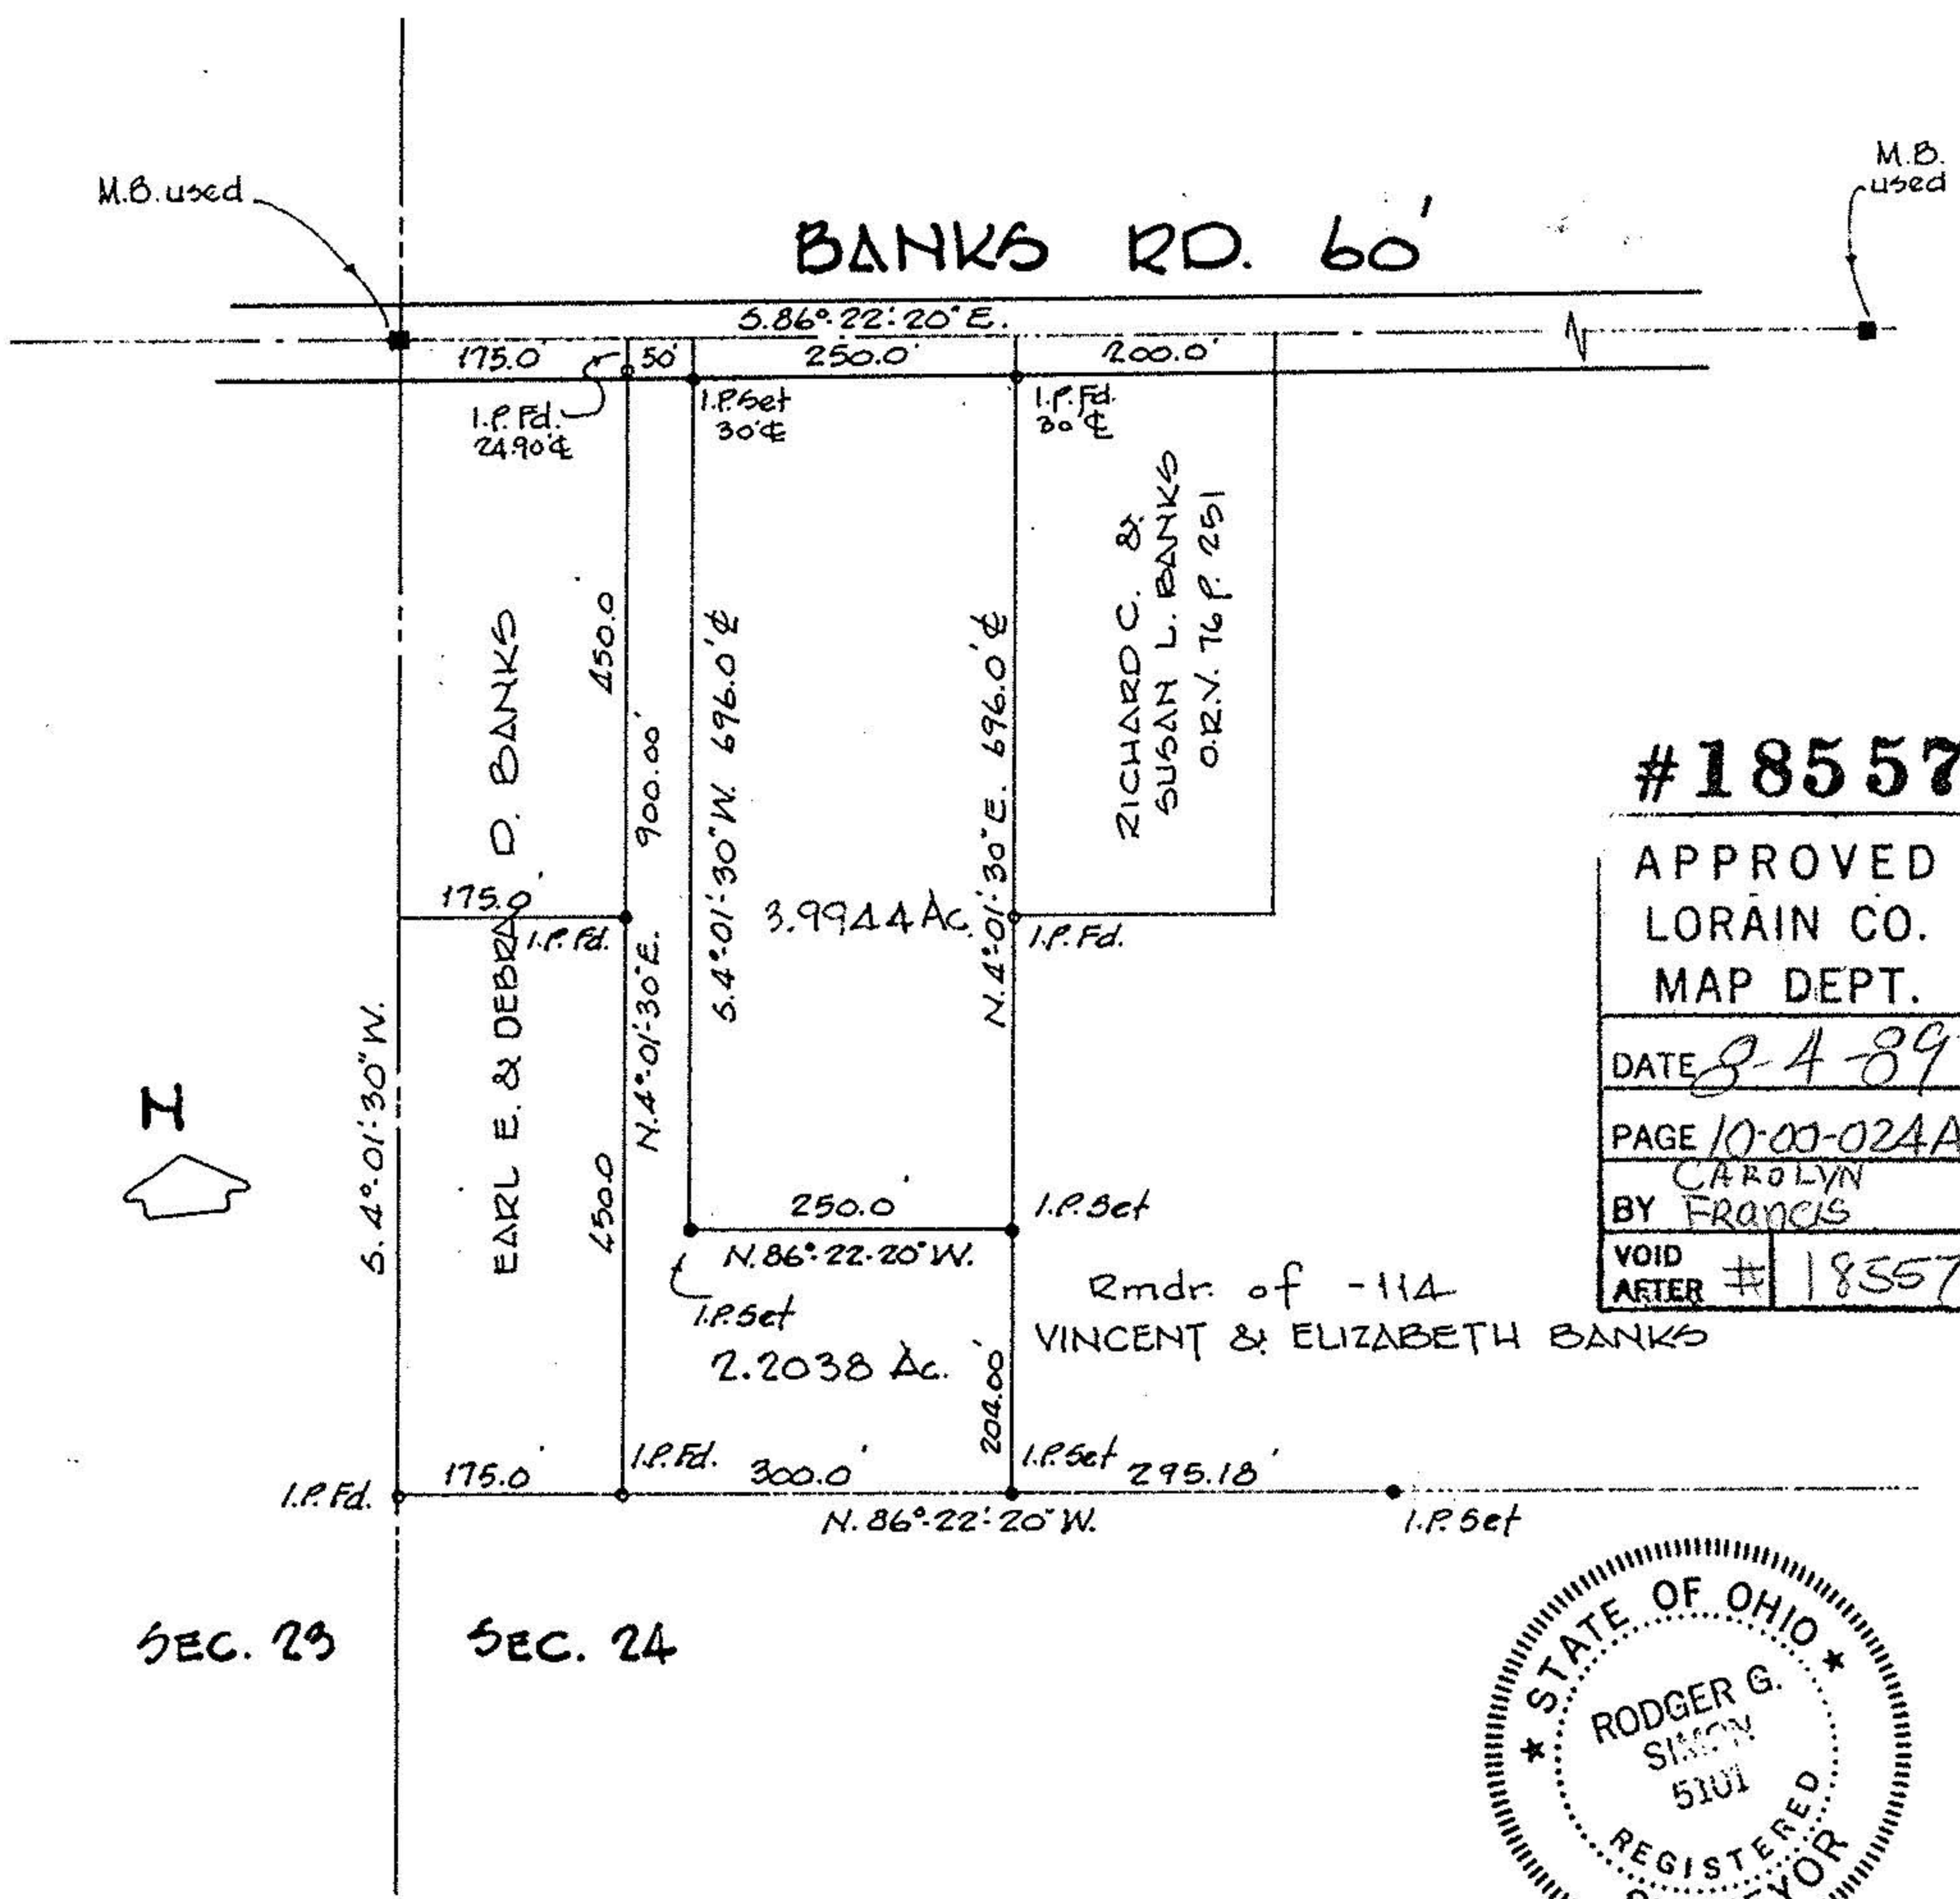 M.B. used
M.B.
used
BANKS RD. 60'
S.86°-22'-20"E.
175.0'
50'
250.0'
200.0'
I.P. Fd.
24.90'℄
I.P. Set
30'℄
I.P. Fd.
30'℄
RICHARD C. &
SUSAN L. BANKS
O.R.V. 76 P. 251
450.0
900.00'
N.4°-01'-30"E.
450.0
S.4°-01'-30"W. 696.0'℄
N.4°-01'-30"E. 696.0'℄
EARL E. & DEBRA D. BANKS
175.0'
I.P. Fd.
3.9944 Ac.
I.P. Fd.
#18557
APPROVED
LORAIN CO.
MAP DEPT.
DATE 8-4-89
PAGE 10-00-024A
BY CAROLYN
FRANCIS
VOID
AFTER # 18557
S.4°-01'-30"W.
N
250.0'
N.86°-22-20"W.
I.P. Set
I.P. Set
2.2038 Ac.
Rmdr. of -114
VINCENT & ELIZABETH BANKS
204.00'
I.P. Fd.
175.0'
I.P. Fd.
300.0'
I.P. Set
295.18'
N.86°-22'-20"W.
I.P. Set
SEC. 23
SEC. 24
STATE OF OHIO
RODGER G.
SIMON
5101
REGISTERED